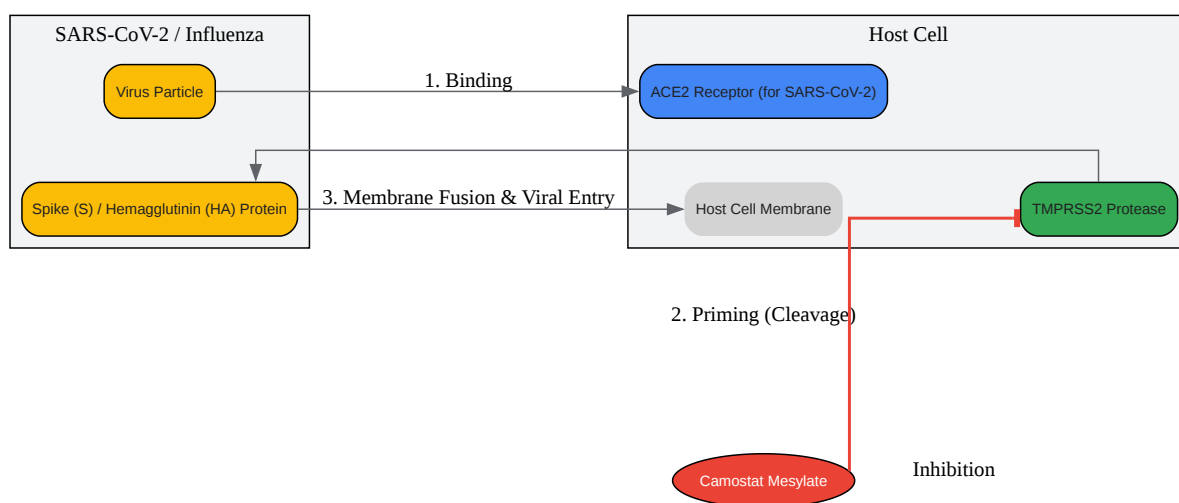 SARS-CoV-2 / Influenza
Host Cell
Virus Particle
1. Binding
ACE2 Receptor (for SARS-CoV-2)
Spike (S) / Hemagglutinin (HA) Protein
3. Membrane Fusion & Viral Entry
Host Cell Membrane
TMPRSS2 Protease
2. Priming (Cleavage)
Camostat Mesylate
Inhibition